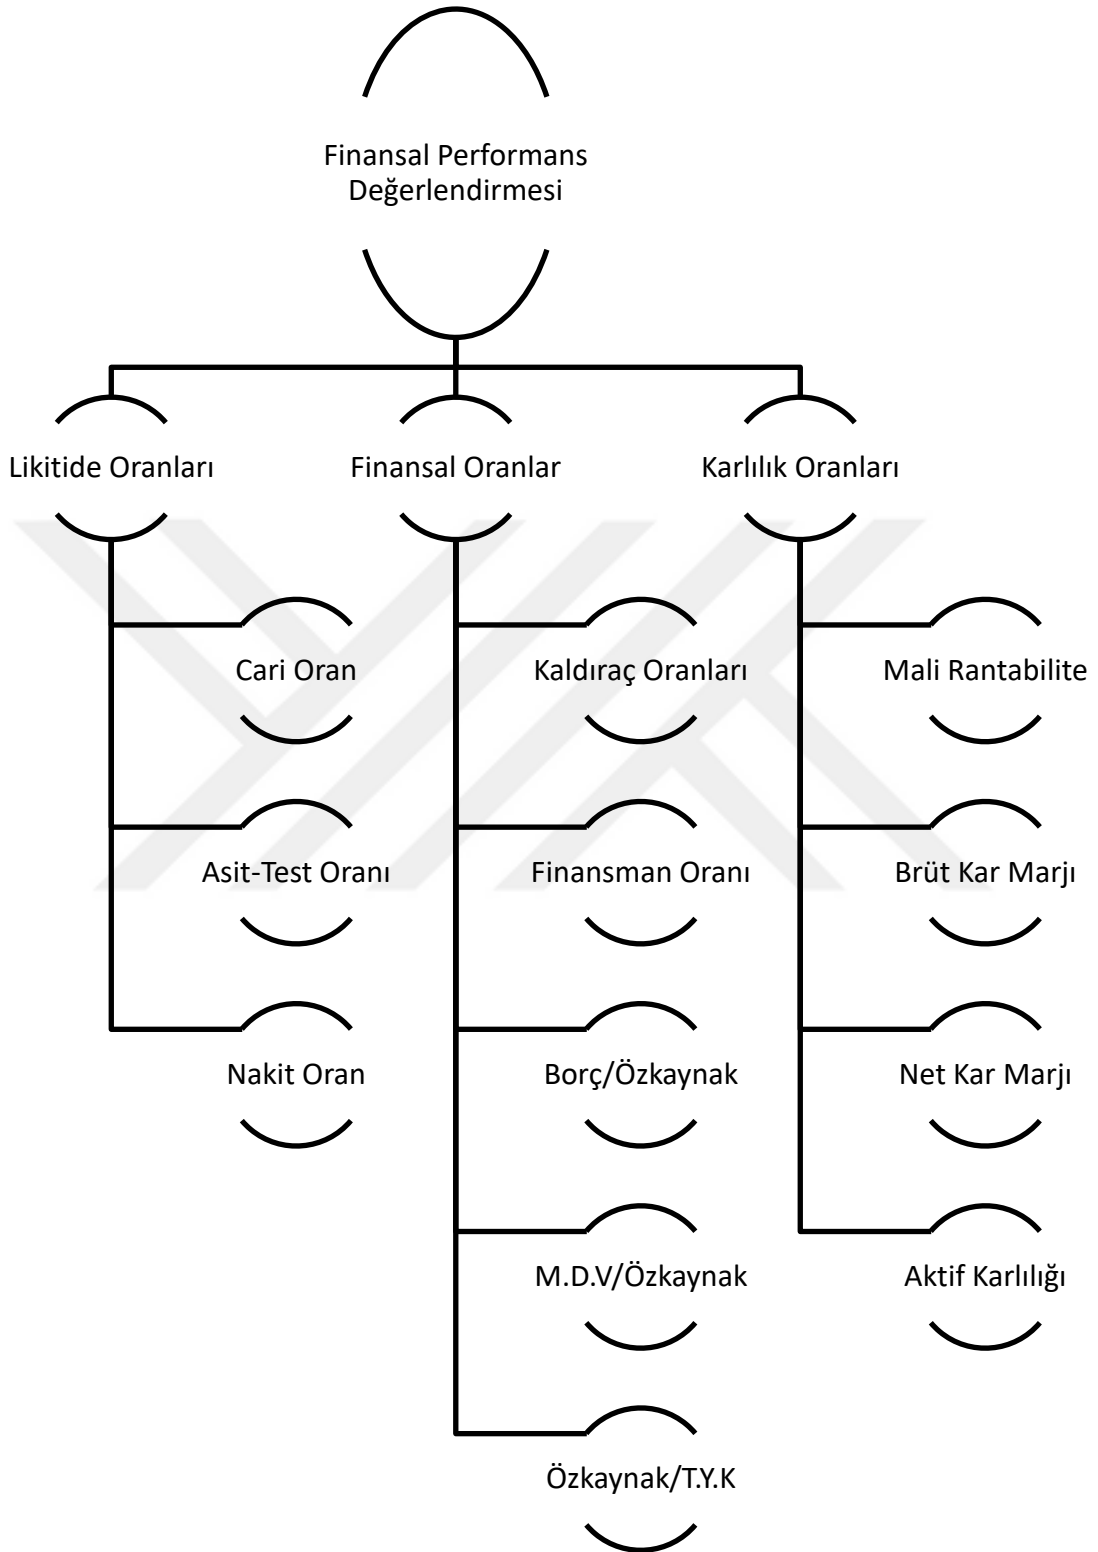 Finansal Performans
Değerlendirmesi
Likitide Oranları
Finansal Oranlar
Karlılık Oranları
Cari Oran
Kaldıraç Oranları
Mali Rantabilite
Asit-Test Oranı
Finansman Oranı
Brüt Kar Marjı
Nakit Oran
Borç/Özkaynak
Net Kar Marjı
M.D.V/Özkaynak
Aktif Karlılığı
Özkaynak/T.Y.K